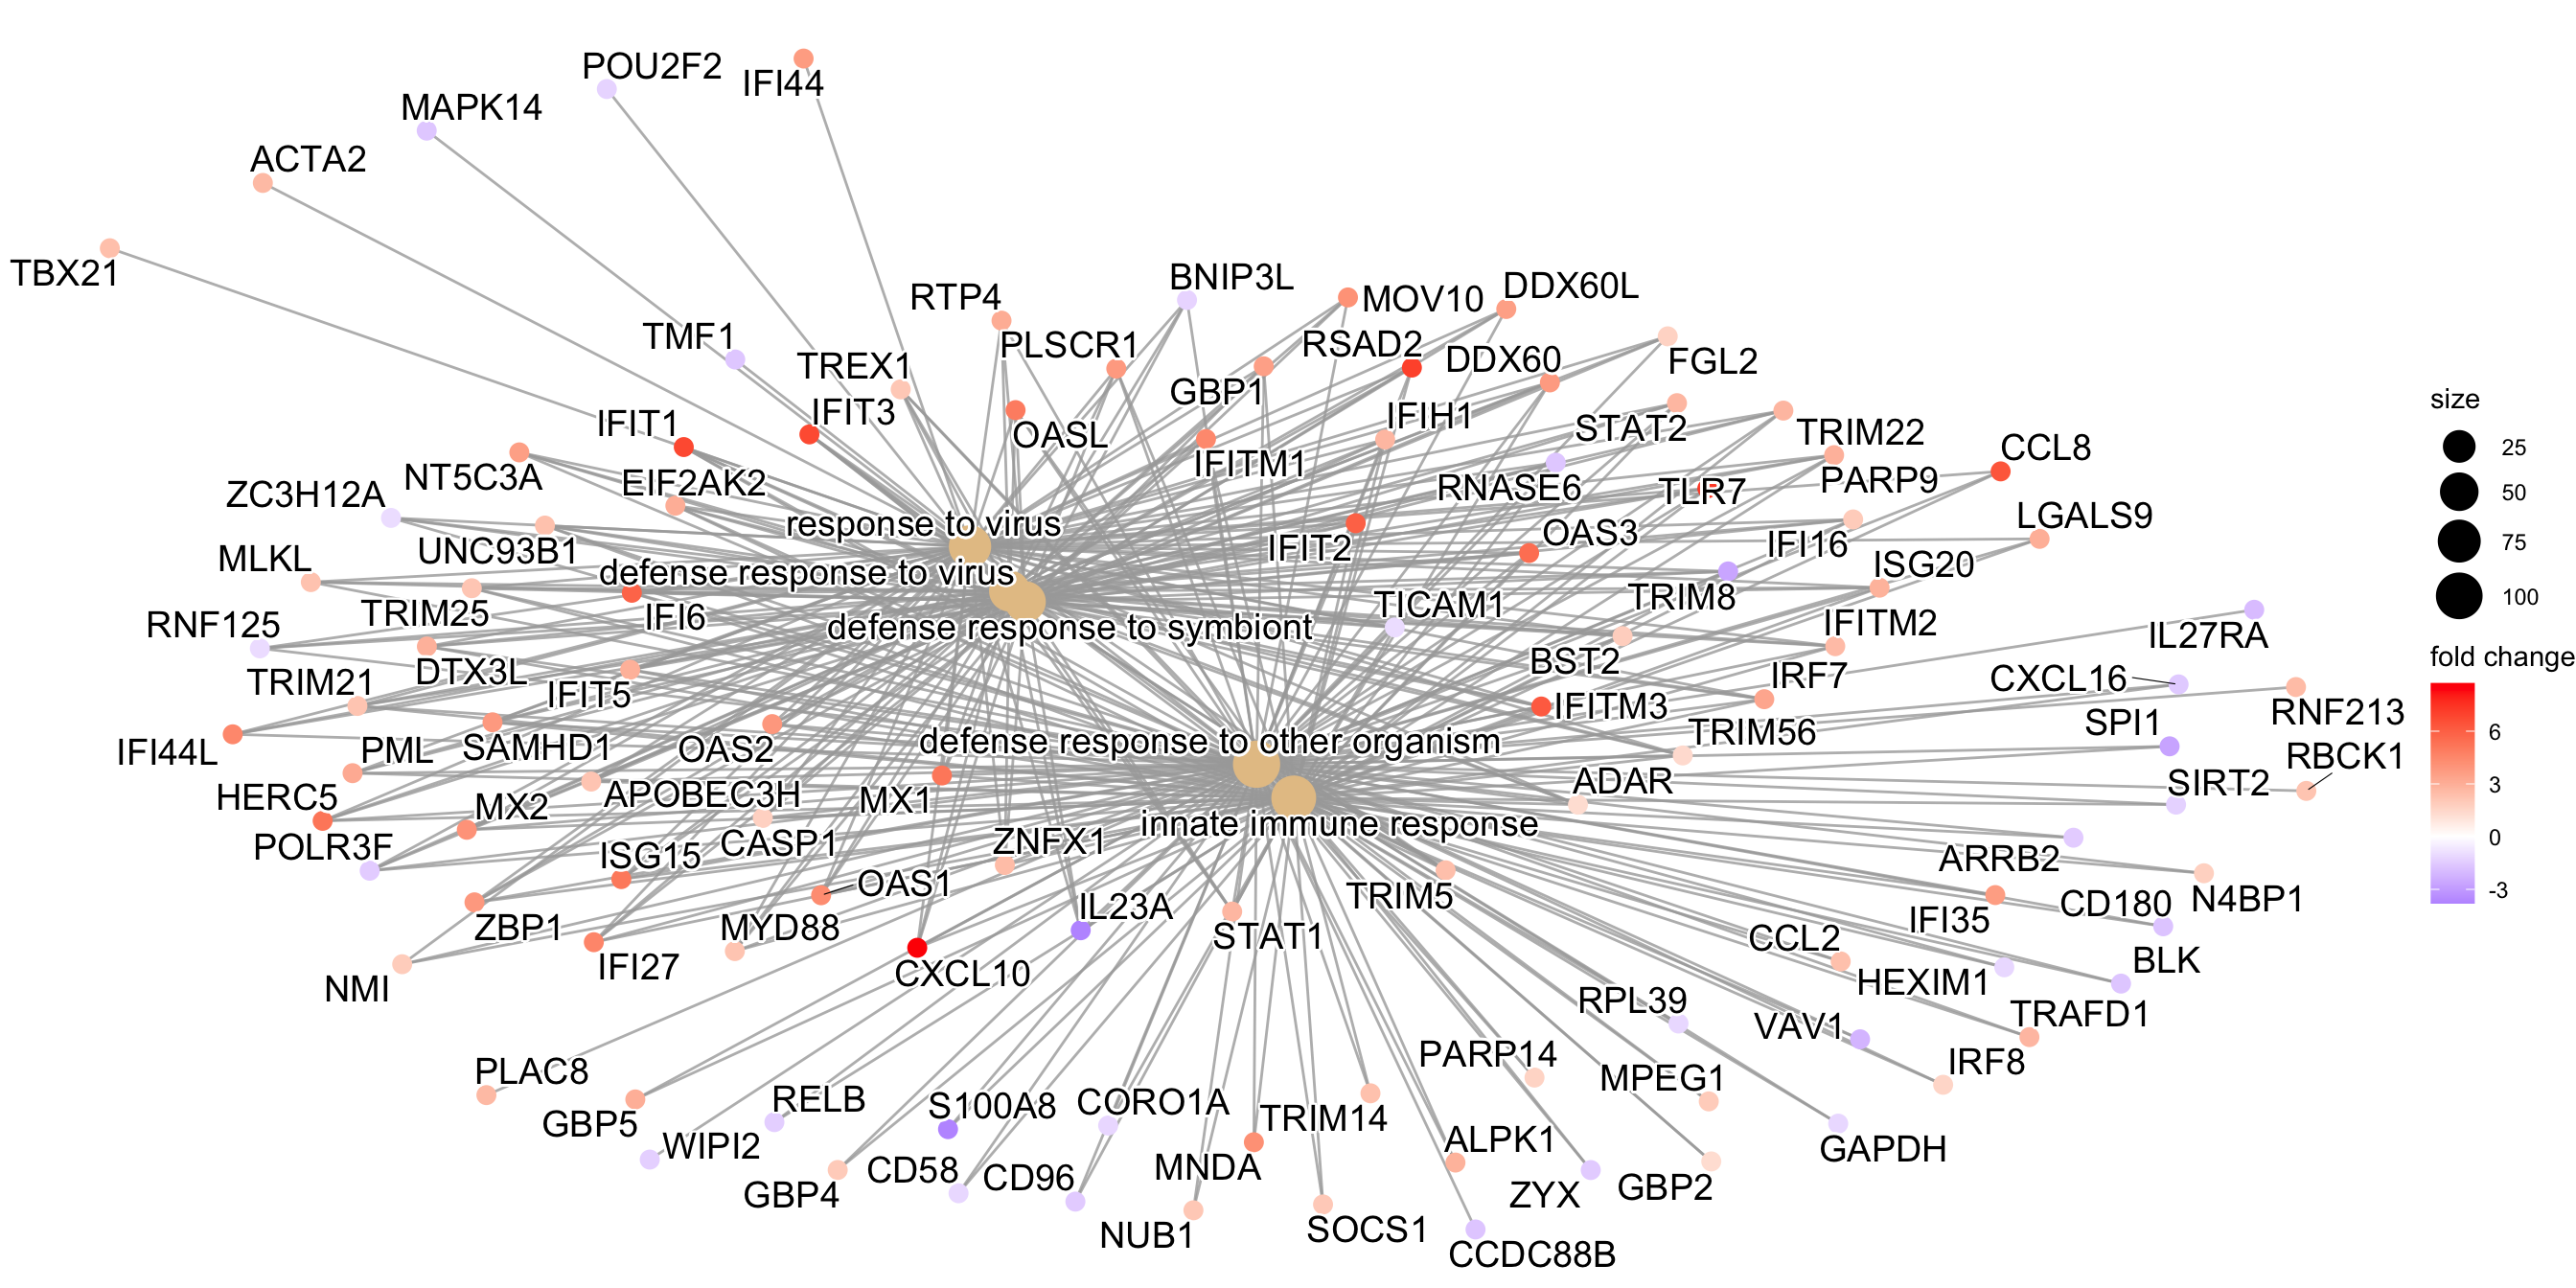 POU2F2
IFI44
MAPK14
ACTA2
TBX21
BNIP3L
DDX60L
RTP4
MOV10
TMF1
PLSCR1
RSAD2
DDX60
FGL2
TREX1
GBP1
IFIT3
IFIH1
IFIT1
OASL
STAT2
TRIM22
CCL8
IFITM1
NT5C3A
EIF2AK2
RNASE6
TLR7
PARP9
ZC3H12A
response to virus
LGALS9
UNC93B1
IFIT2
OAS3
IFI16
MLKL
defense response to virus
ISG20
TRIM25
IFI6
TICAM1
TRIM8
RNF125
defense response to symbiont
IFITM2
IL27RA
TRIM21
DTX3L
IFIT5
BST2
IRF7
CXCL16
IFITM3
RNF213
IFI44L
PML
SAMHD1
OAS2
defense response to other organism
TRIM56
SPI1
RBCK1
HERC5
MX2
APOBEC3H
MX1
ADAR
SIRT2
POLR3F
ISG15
CASP1
ZNFX1
innate immune response
ARRB2
OAS1
TRIM5
N4BP1
ZBP1
MYD88
IL23A
STAT1
IFI35
CD180
IFI27
CXCL10
CCL2
BLK
NMI
HEXIM1
RPL39
VAV1
TRAFD1
PLAC8
PARP14
MPEG1
IRF8
GBP5
RELB
S100A8
CORO1A
TRIM14
WIPI2
ALPK1
GAPDH
GBP4
CD58
CD96
MNDA
ZYX
GBP2
NUB1
SOCS1
CCDC88B
size
25
50
75
100
fold change
6
3
0
-3